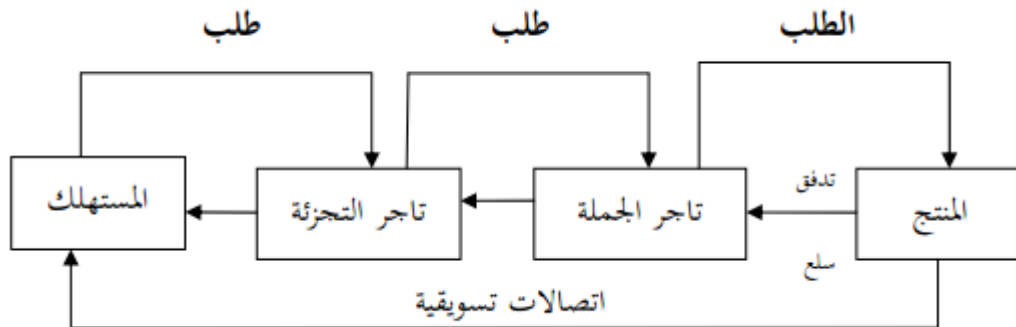 الطلب
طلب
طلب
المنتج
تدفق
سلع
تاجر الجملة
تاجر التجزئة
المستهلك
اتصالات تسويقية